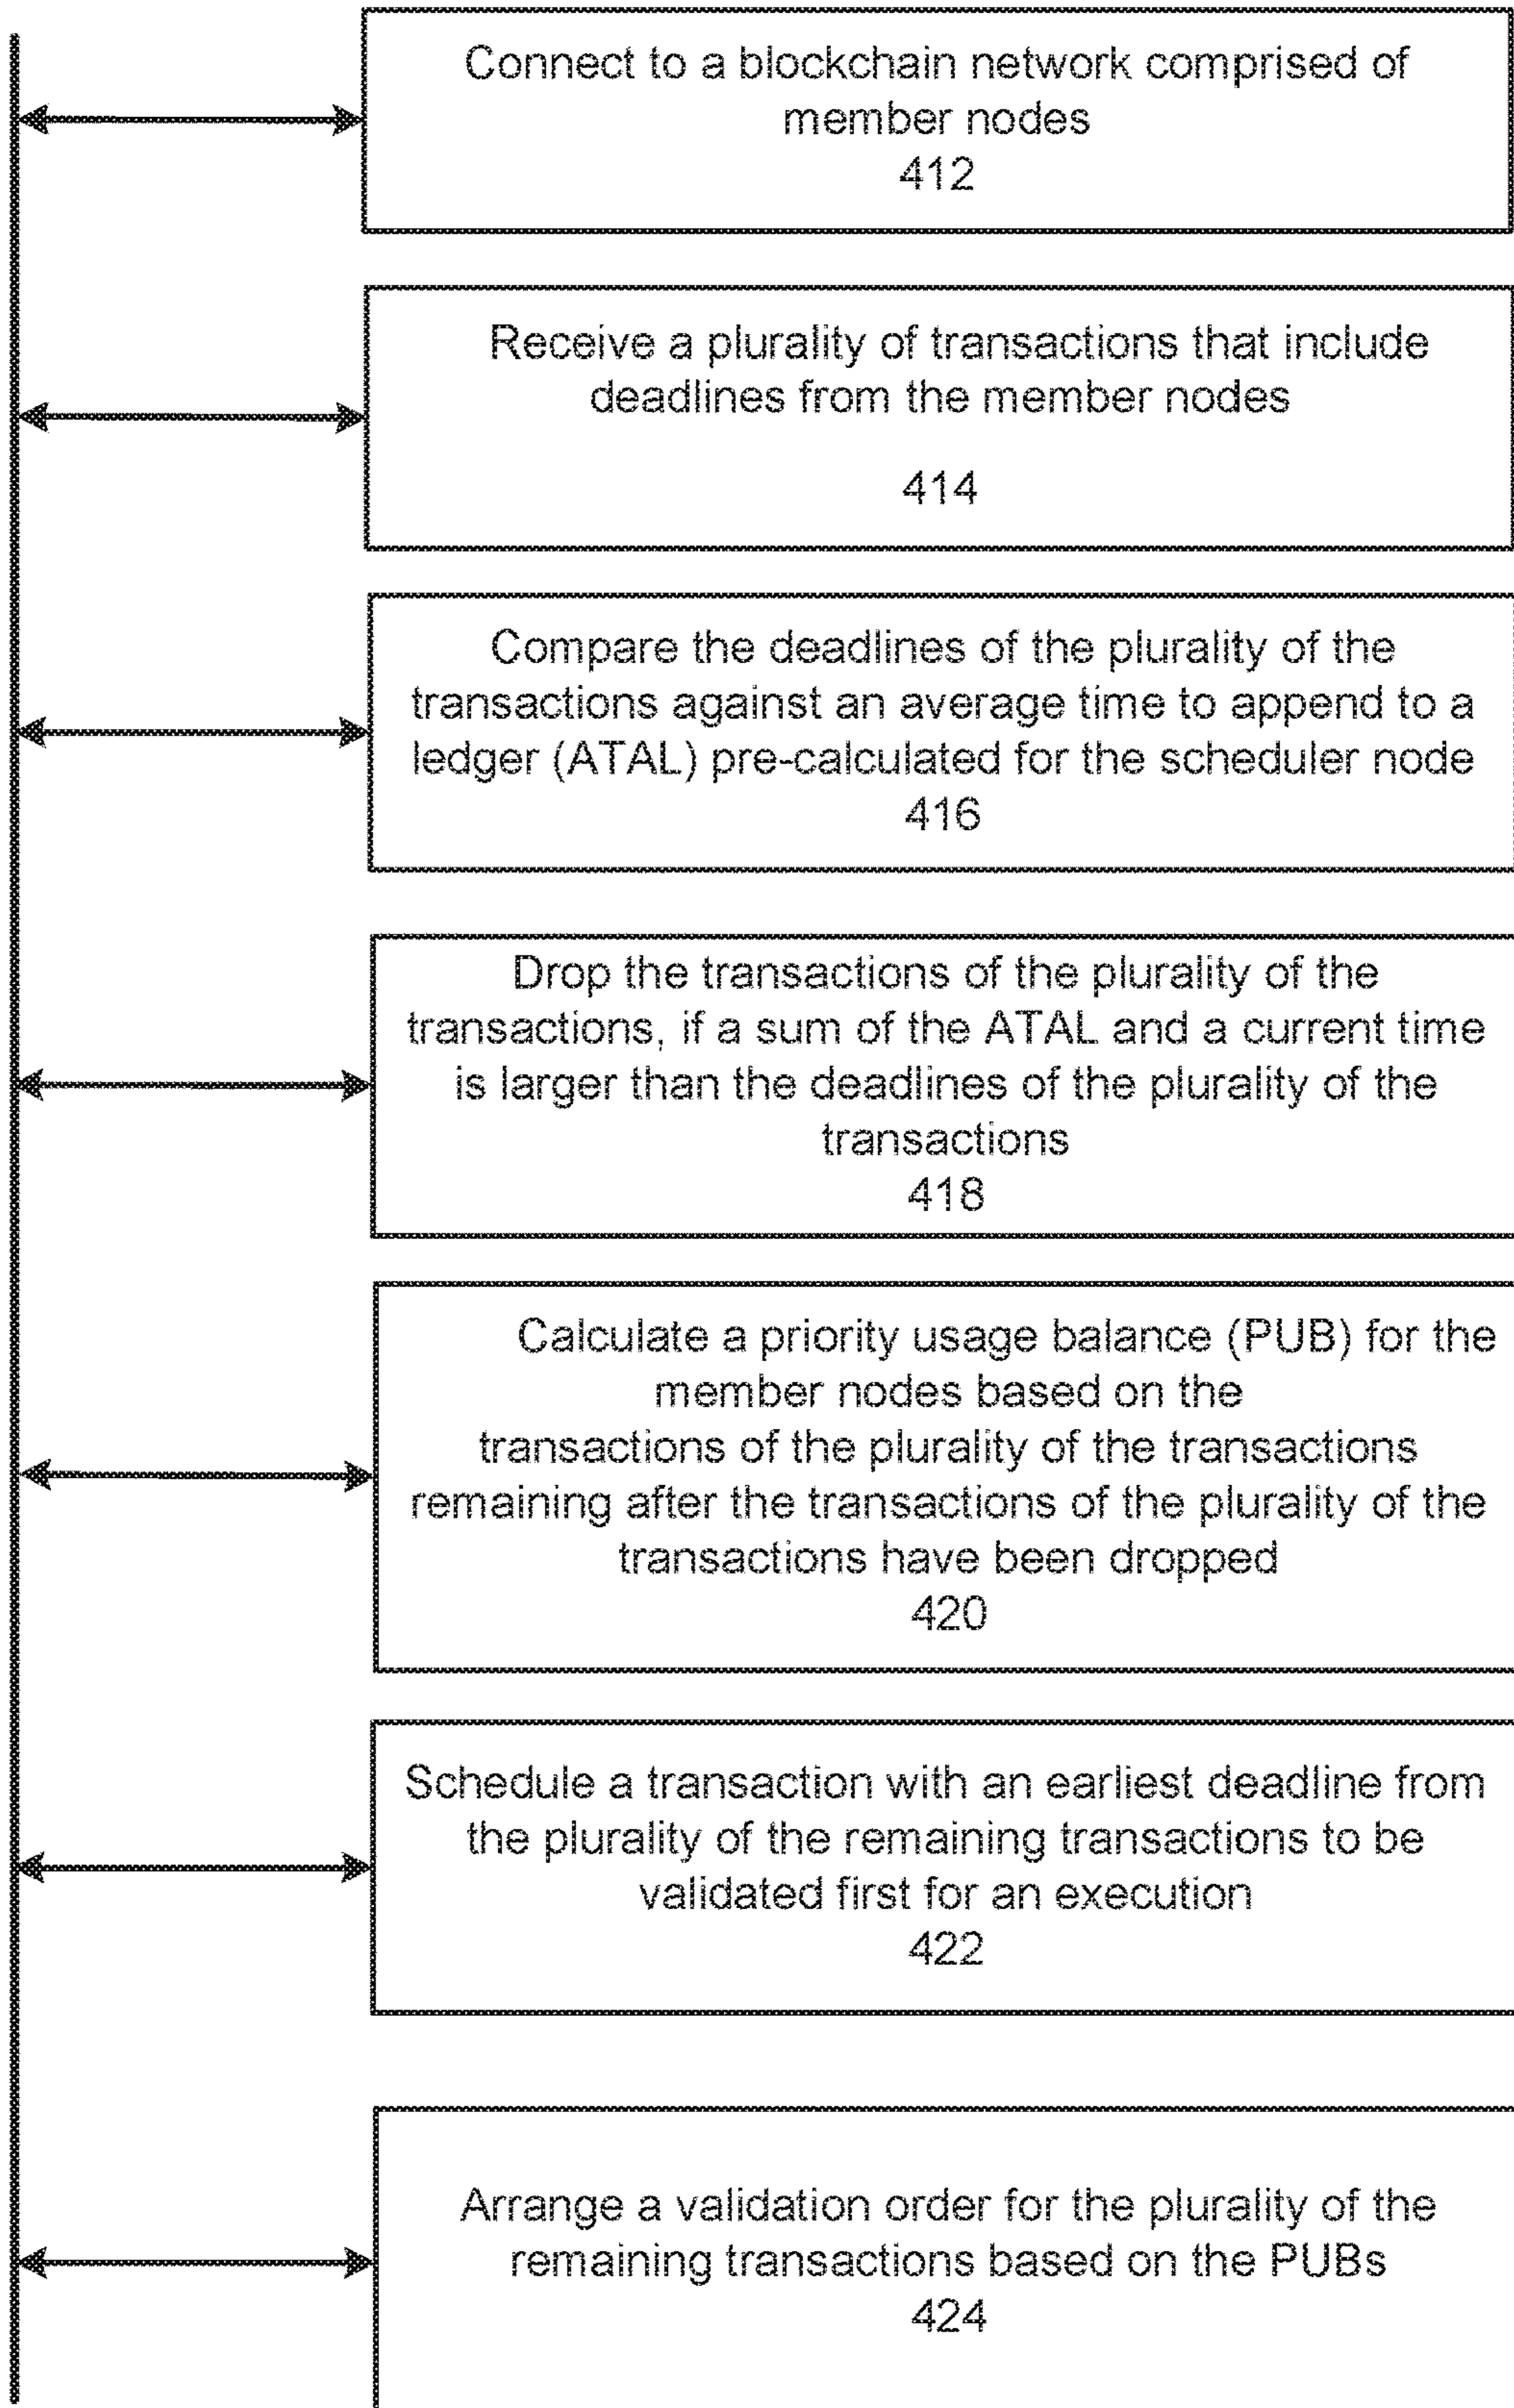 Connect to a blockchain network comprised of
member nodes
412
Receive a plurality of transactions that include
deadlines from the member nodes
414
Compare the deadlines of the plurality of the
transactions against an average time to append to a
ledger (ATAL) pre-calculated for the scheduler node
416
Drop the transactions of the plurality of the
transactions, if a sum of the ATAL and a current time
is larger than the deadlines of the plurality of the
transactions
418
Calculate a priority usage balance (PUB) for the
member nodes based on the
transactions of the plurality of the transactions
remaining after the transactions of the plurality of the
transactions have been dropped
420
Schedule a transaction with an earliest deadline from
the plurality of the remaining transactions to be
validated first for an execution
422
Arrange a validation order for the plurality of the
remaining transactions based on the PUBs
424